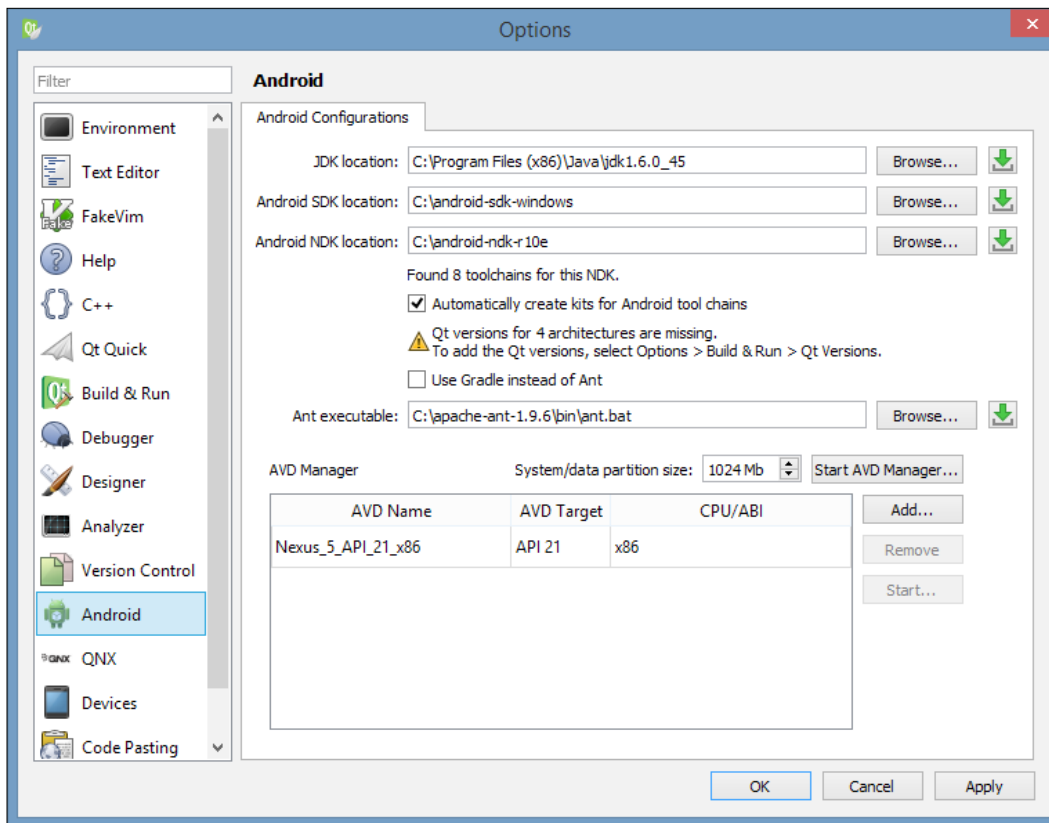 Options
Filter
Android
Environment
Text Editor
FakeVim
Help
C++
Qt Quick
Build & Run
Debugger
Designer
Analyzer
Version Control
Android
QNX
Devices
Code Pasting
Android Configurations
JDK location: C:\Program Files (x86)\Java\jdk1.6.0_45 Browse...
Android SDK location: C:\android-sdk-windows Browse...
Android NDK location: C:\android-ndk-r10e Browse...
Found 8 toolchains for this NDK.
Automatically create kits for Android tool chains
Qt versions for 4 architectures are missing.
To add the Qt versions, select Options > Build & Run > Qt Versions.
Use Gradle instead of Ant
Ant executable: C:\apache-ant-1.9.6\bin\ant.bat Browse...
AVD Manager System/data partition size: 1024 Mb Start AVD Manager...
AVD Name AVD Target CPU/ABI Add...
Nexus_5_API_21_x86 API 21 x86 Remove
Start...
OK Cancel Apply